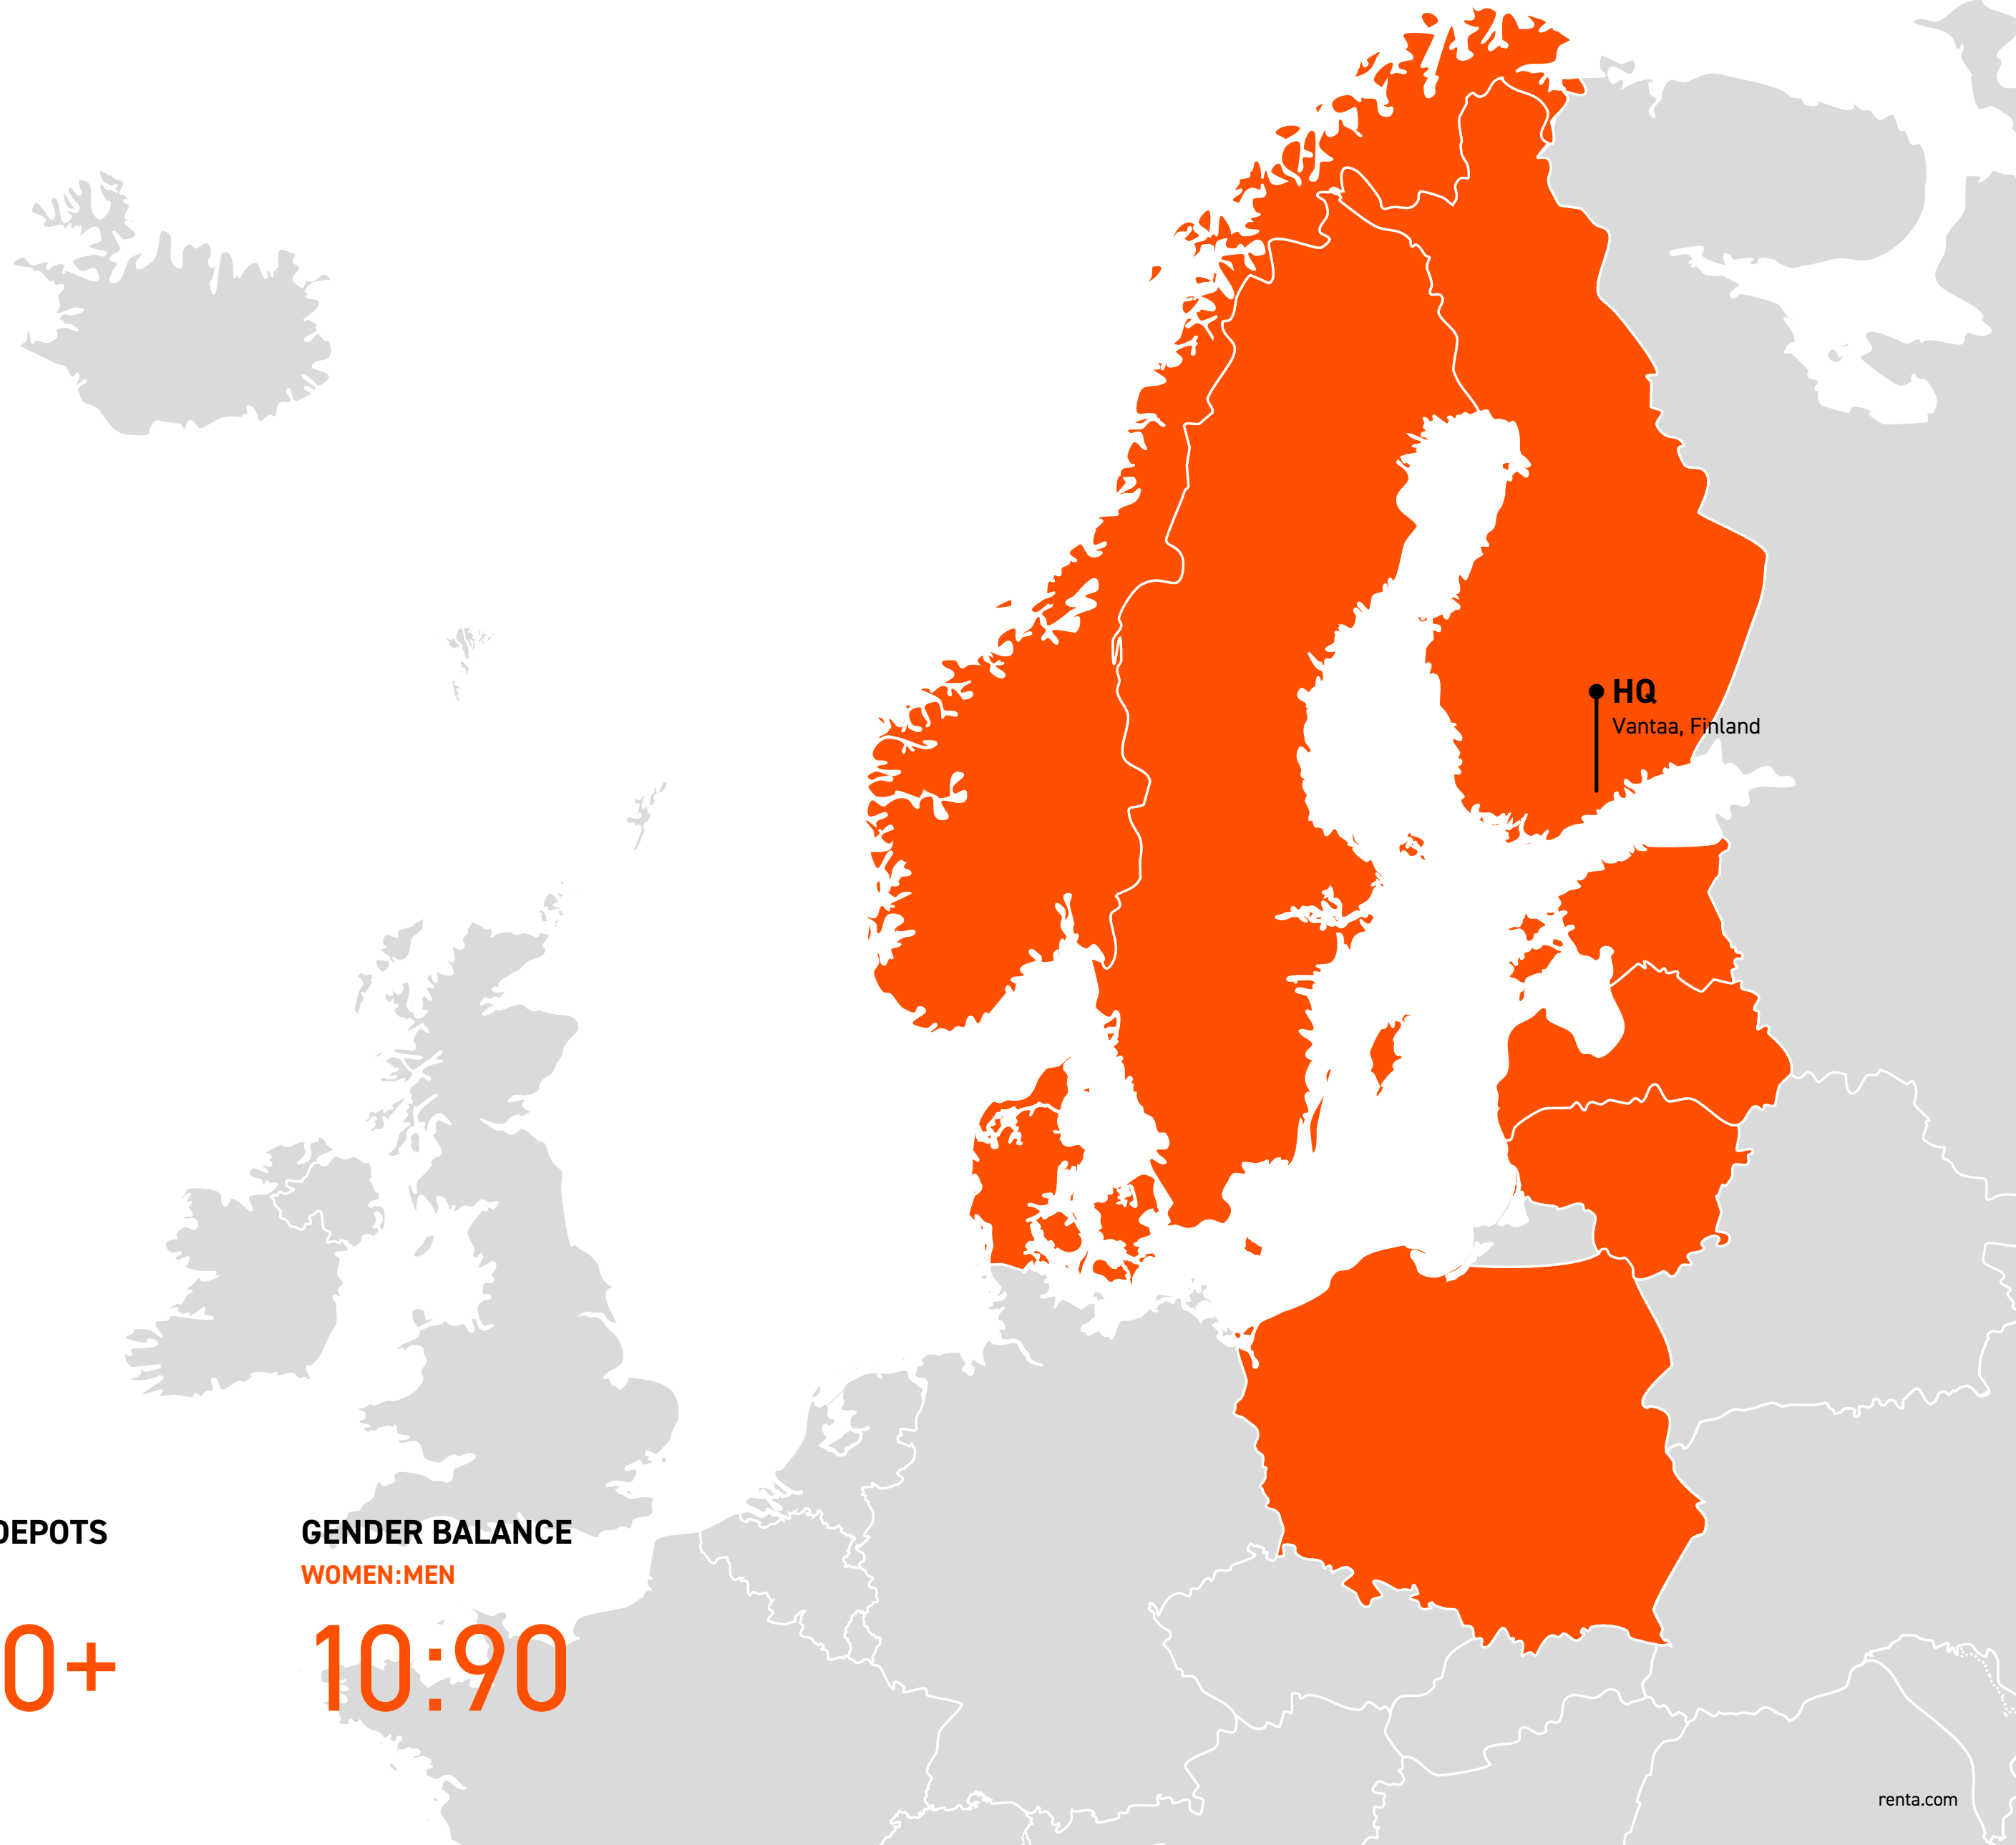 HQ
Vantaa, Finland
DEPOTS
0+
GENDER BALANCE
WOMEN:MEN
10:90
renta.com